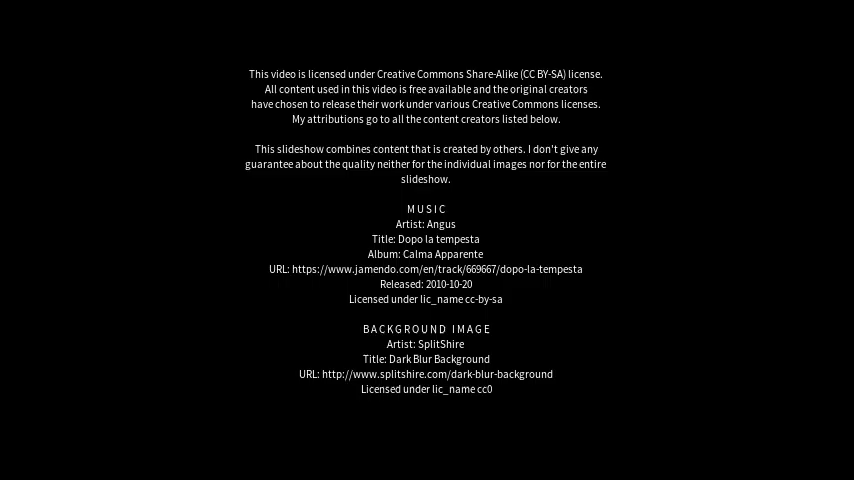 This video is licensed under Creative Commons Share-Alike (CC BY-SA) license.
All content used in this video is free available and the original creators
have chosen to release their work under various Creative Commons licenses.
My attributions go to all the content creators listed below.
This slideshow combines content that is created by others. I don't give any
guarantee about the quality neither for the individual images nor for the entire
slideshow.
MUSIC
Artist: Angus
Title: Dopo la tempesta
Album: Calma Apparente
URL: https://www.jamendo.com/en/track/669667/dopo-la-tempesta
Released: 2010-10-20
Licensed under lic_name cc-by-sa
BACKGROUND IMAGE
Artist: SplitShire
Title: Dark Blur Background
URL: http://www.splitshire.com/dark-blur-background
Licensed under lic_name cc0